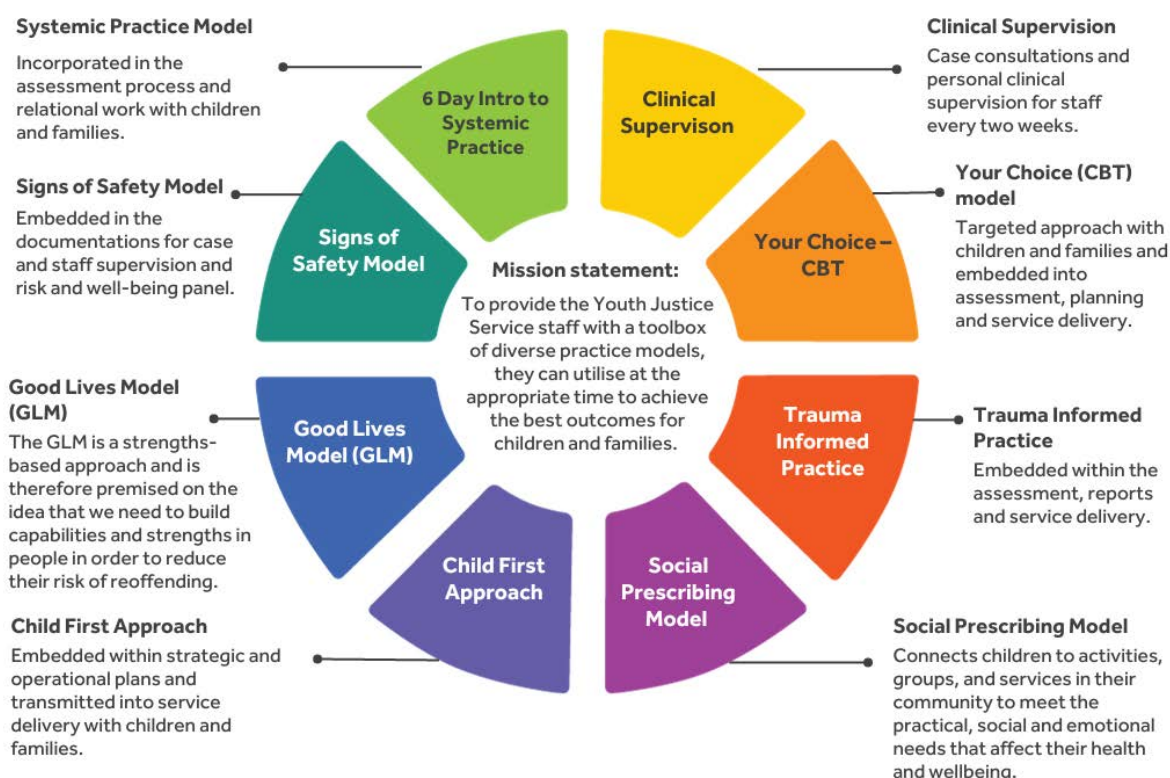 Systemic Practice Model
Incorporated in the
assessment process and
relational work with children
and families.
Signs of Safety Model
Embedded in the
documentations for case
and staff supervision and
risk and well-being panel.
Good Lives Model
(GLM)
The GLM is a strengths-
based approach and is
therefore premised on the
idea that we need to build
capabilities and strengths in
people in order to reduce
their risk of reoffending.
Child First Approach
Embedded within strategic and
operational plans and
transmitted into service
delivery with children and
families.
6 Day Intro to
Systemic
Practice
Clinical
Supervison
Signs of
Safety Model
Your Choice –
CBT
Mission statement:
To provide the Youth Justice
Service staff with a toolbox
of diverse practice models,
they can utilise at the
appropriate time to achieve
the best outcomes for
children and families.
Good Lives
Model (GLM)
Trauma
Informed
Practice
Child First
Approach
Social
Prescribing
Model
Clinical Supervision
Case consultations and
personal clinical
supervision for staff
every two weeks.
Your Choice (CBT)
model
Targeted approach with
children and families and
embedded into
assessment, planning
and service delivery.
Trauma Informed
Practice
Embedded within the
assessment, reports
and service delivery.
Social Prescribing Model
Connects children to activities,
groups, and services in their
community to meet the
practical, social and emotional
needs that affect their health
and wellbeing.